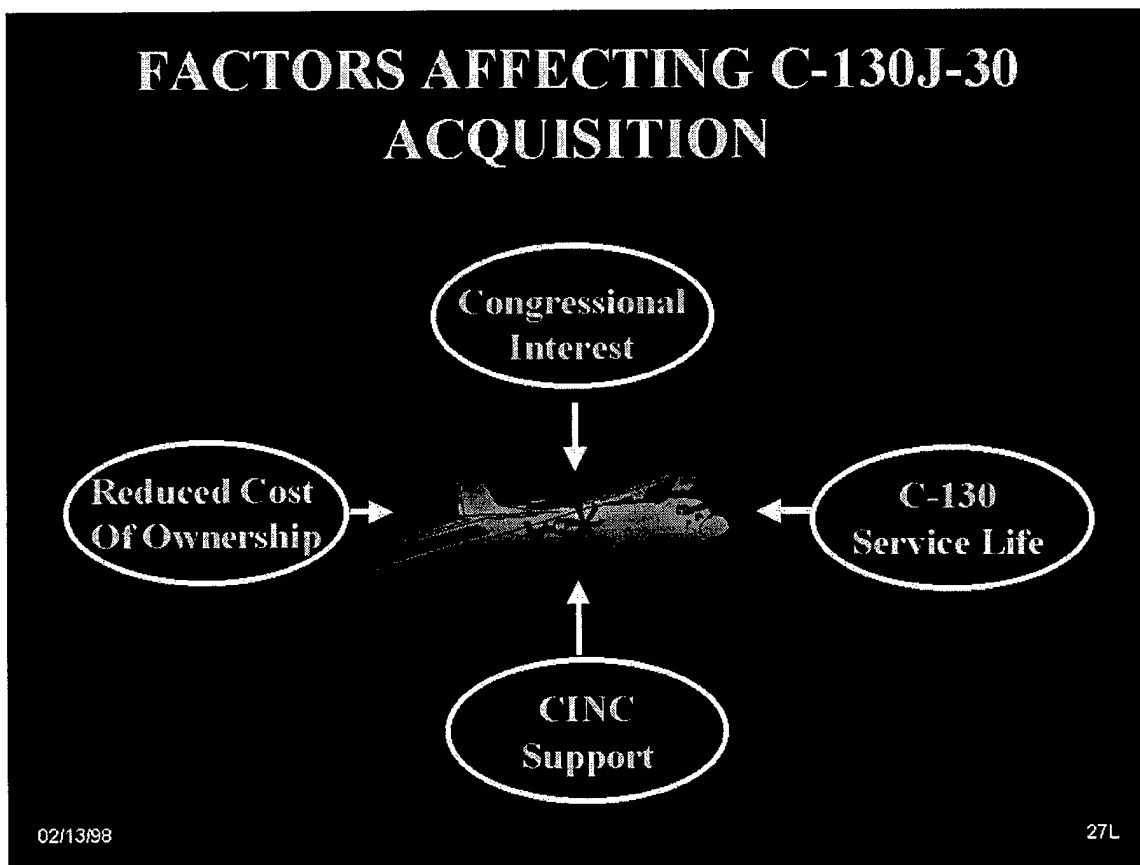 FACTORS AFFECTING C-130J-30
ACQUISITION
Congressional
Interest
Reduced Cost
Of Ownership
C-130
Service Life
CINC
Support
02/13/98
27L